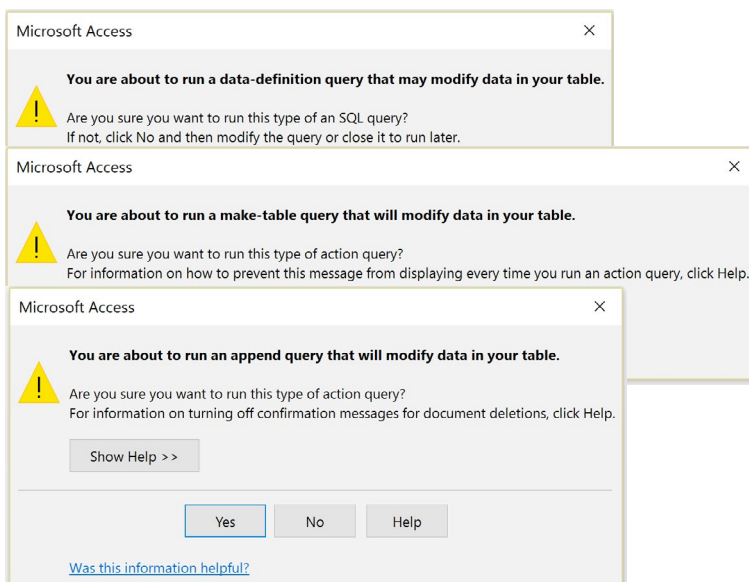 Microsoft Access
You are about to run a data-definition query that may modify data in your table.
Are you sure you want to run this type of an SQL query?
If not, click No and then modify the query or close it to run later.
Microsoft Access
You are about to run a make-table query that will modify data in your table.
Are you sure you want to run this type of action query?
For information on how to prevent this message from displaying every time you run an action query, click Help.
Microsoft Access
You are about to run an append query that will modify data in your table.
Are you sure you want to run this type of action query?
For information on turning off confirmation messages for document deletions, click Help.
Show Help >>
Yes No Help
Was this information helpful?